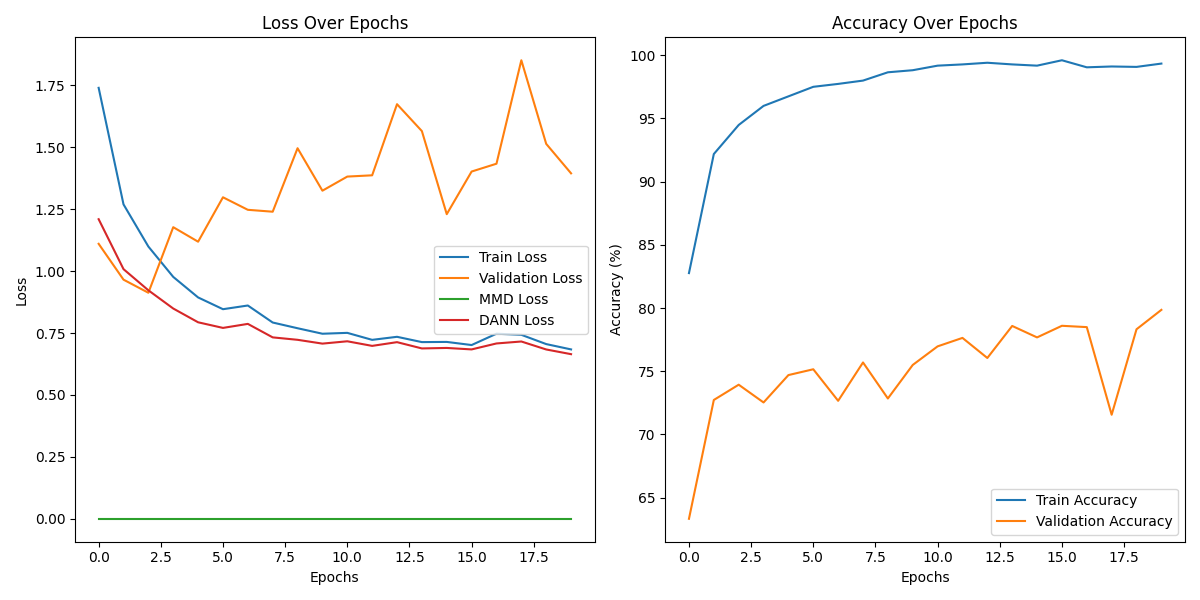 Loss Over Epochs
1.75
1.50
1.25
1.00
0.75
0.50
0.25
0.00
Loss
Train Loss
Validation Loss
MMD Loss
DANN Loss
0.0 2.5 5.0 7.5 10.0 12.5 15.0 17.5
Epochs
Accuracy Over Epochs
100
95
90
85
80
75
70
65
Accuracy (%)
Train Accuracy
Validation Accuracy
0.0 2.5 5.0 7.5 10.0 12.5 15.0 17.5
Epochs